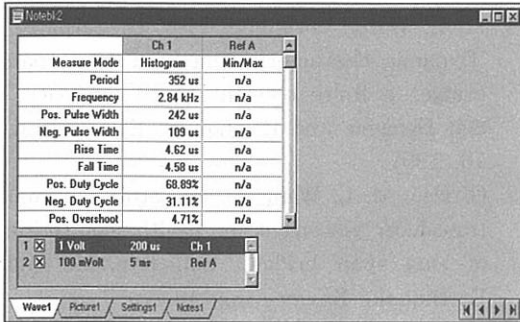 Notebk2
Ch 1 Ref A
Measure Mode Histogram Min/Max
Period 352 us n/a
Frequency 2.84 kHz n/a
Pos. Pulse Width 242 us n/a
Neg. Pulse Width 109 us n/a
Rise Time 4.62 us n/a
Fall Time 4.58 us n/a
Pos. Duty Cycle 68.89% n/a
Neg. Duty Cycle 31.11% n/a
Pos. Overshoot 4.71% n/a
1 1 Volt 200 us Ch 1
2 100 mVolt 5 ms Ref A
Wave1 Picture1 Settings1 Notes1